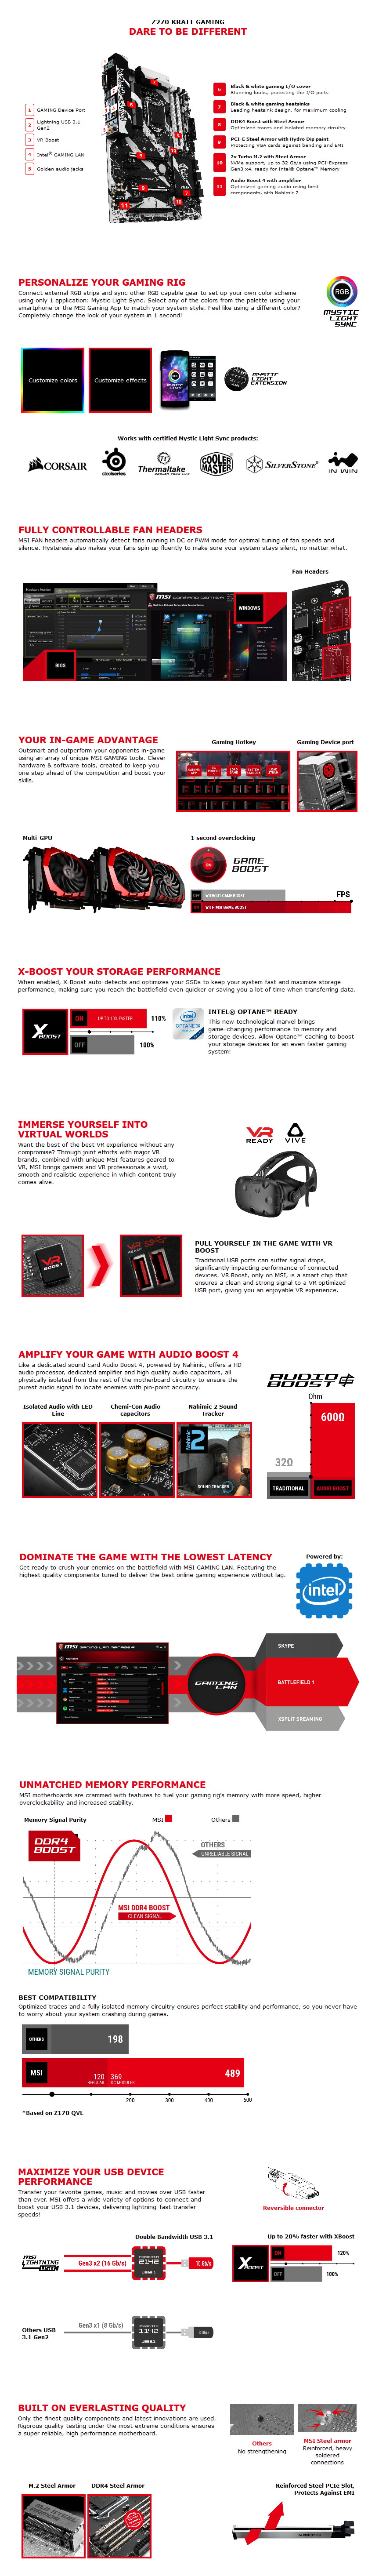 Z270 KRAIT GAMING
DARE TO BE DIFFERENT
1 GAMING Device Port
2 Lightning USB 3.1
Gen2
3 VR Boost
4 Intel® GAMING LAN
5 Golden audio jacks
6 Black & white gaming I/O cover
Stunning looks, protecting the I/O ports
7 Black & white gaming heatsinks
Leading heatsink design, for maximum cooling
8 DDR4 Boost with Steel Armor
Optimized traces and isolated memory circuitry
9 PCI-E Steel Armor with Hydro Dip paint
Protecting VGA cards against bending and EMI
10 2x Turbo M.2 with Steel Armor
NVMe support, up to 32 Gb/s using PCI-Express
Gen3 x4, ready for Intel® Optane™ Memory
11 Audio Boost 4 with amplifier
Optimized gaming audio using best
components, with Nahimic 2
PERSONALIZE YOUR GAMING RIG
Connect external RGB strips and sync other RGB capable gear to set up your own color scheme
using only 1 application: Mystic Light Sync. Select any of the colors from the palette using your
smartphone or the MSI Gaming App to match your system style. Feel like using a different color?
Completely change the look of your system in 1 second!
RGB
MYSTIC
LIGHT
SYNC
Customize colors
Customize effects
MYSTIC
LIGHT
EXTENSION
Works with certified Mystic Light Sync products:
CORSAIR
steelseries
Thermaltake
COOL ALL YOUR LIFE
COOLER
MASTER
SILVERSTONE®
IN WIN
FULLY CONTROLLABLE FAN HEADERS
MSI FAN headers automatically detect fans running in DC or PWM mode for optimal tuning of fan speeds and
silence. Hysteresis also makes your fans spin up fluently to make sure your system stays silent, no matter what.
Fan Headers
msi COMMAND CENTER
BIOS
WINDOWS
YOUR IN-GAME ADVANTAGE
Outsmart and outperform your opponents in-game
using an array of unique MSI GAMING tools. Clever
hardware & software tools, created to keep you
one step ahead of the competition and boost your
skills.
Gaming Hotkey
Gaming Device port
Multi-GPU
1 second overclocking
ON
GAME
BOOST
OFF WITHOUT GAME BOOST
ON WITH MSI GAME BOOST
FPS
X-BOOST YOUR STORAGE PERFORMANCE
When enabled, X-Boost auto-detects and optimizes your SSDs to keep your system fast and maximize storage
performance, making sure you reach the battlefield even quicker or saving you a lot of time when transferring data.
X BOOST
ON UP TO 10% FASTER 110%
OFF 100%
intel
OPTANE
INTEL® OPTANE™ READY
This new technological marvel brings
game-changing performance to memory and
storage devices. Allow Optane™ caching to boost
your storage devices for an even faster gaming
system!
IMMERSE YOURSELF INTO
VIRTUAL WORLDS
Want the best of the best VR experience without any
compromise? Through joint efforts with major VR
brands, combined with unique MSI features geared to
VR, MSI brings gamers and VR professionals a vivid,
smooth and realistic experience in which content truly
comes alive.
VR
READY
VIVE
VR
BOOST
PULL YOURSELF IN THE GAME WITH VR
BOOST
Traditional USB ports can suffer signal drops,
significantly impacting performance of connected
devices. VR Boost, only on MSI, is a smart chip that
ensures a clean and strong signal to a VR optimized
USB port, giving you an enjoyable VR experience.
AMPLIFY YOUR GAME WITH AUDIO BOOST 4
Like a dedicated sound card Audio Boost 4, powered by Nahimic, offers a HD
audio processor, dedicated amplifier and high quality audio capacitors, all
physically isolated from the rest of the motherboard circuitry to ensure the
purest audio signal to locate enemies with pin-point accuracy.
AUDIO
BOOST 4
Isolated Audio with LED
Line
Chemi-Con Audio
capacitors
Nahimic 2 Sound
Tracker
nahimic 2
SOUND TRACKER
Ohm
600Ω
32Ω
TRADITIONAL
AUDIO BOOST
DOMINATE THE GAME WITH THE LOWEST LATENCY
Get ready to crush your enemies on the battlefield with MSI GAMING LAN. Featuring the
highest quality components tuned to deliver the best online gaming experience without lag.
Powered by:
intel
msi GAMING LAN MANAGER
GAMING
LAN
SKYPE
BATTLEFIELD 1
XSPLIT SREAMING
UNMATCHED MEMORY PERFORMANCE
MSI motherboards are crammed with features to fuel your gaming rig's memory with more speed, higher
overclockability and increased stability.
Memory Signal Purity
MSI
Others
DDR4
BOOST
OTHERS
UNRELIABLE SIGNAL
MSI DDR4 BOOST
CLEAN SIGNAL
MEMORY SIGNAL PURITY
BEST COMPATIBILITY
Optimized traces and a fully isolated memory circuitry ensures perfect stability and performance, so you never have
to worry about your system crashing during games.
OTHERS 198
MSI 120 369 489
REGULAR OC MODULES
200 300 400 500
*Based on Z170 QVL
MAXIMIZE YOUR USB DEVICE
PERFORMANCE
Transfer your favorite games, music and movies over USB faster
than ever. MSI offers a wide variety of options to connect and
boost your USB 3.1 devices, delivering lightning-fast transfer
speeds!
Reversible connector
Double Bandwidth USB 3.1
msi
LIGHTNING
USB
Gen3 x2 (16 Gb/s)
2142
USB3.1
10 Gb/s
Others USB
3.1 Gen2
Gen3 x1 (8 Gb/s)
1142
USB3.1
8 Gb/s
Up to 20% faster with XBoost
X BOOST
ON 120%
OFF 100%
BUILT ON EVERLASTING QUALITY
Only the finest quality components and latest innovations are used.
Rigorous quality testing under the most extreme conditions ensures
a super reliable, high performance motherboard.
Others
No strengthening
MSI Steel armor
Reinforced, heavy
soldered
connections
M.2 Steel Armor
DDR4 Steel Armor
Reinforced Steel PCIe Slot,
Protects Against EMI